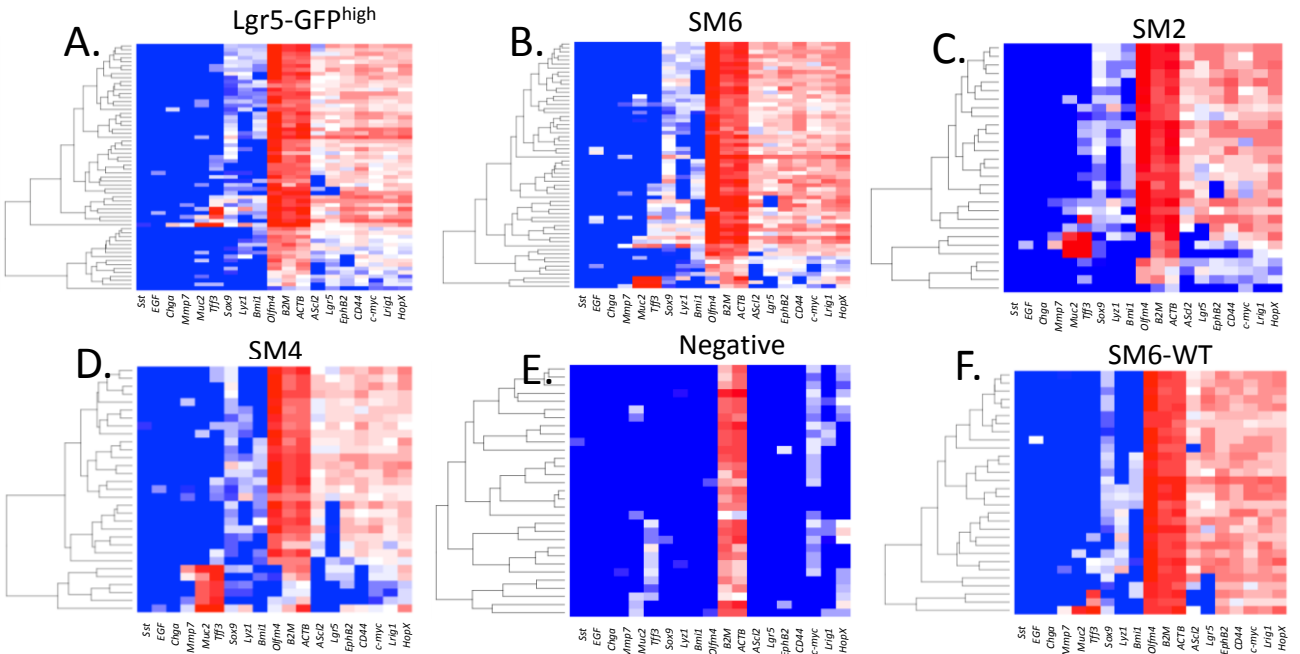 Lgr5-GFPhigh
A.
SM6
B.
SM2
C.
Sst EGF Chga Mmp7 Muc2 Tff3 Sox9 Lyz1 Bmi1 Olfm4 B2M ACTB AScl2 Lgr5 EphB2 CD44 c-myc Lrig1 HopX
Sst EGF Chga Mmp7 Muc2 Tff3 Sox9 Lyz1 Bmi1 Olfm4 B2M ACTB AScl2 Lgr5 EphB2 CD44 c-myc Lrig1 HopX
Sst EGF Chga Mmp7 Muc2 Tff3 Sox9 Lyz1 Bmi1 Olfm4 B2M ACTB AScl2 Lgr5 EphB2 CD44 c-myc Lrig1 HopX
SM4
D.
Negative
E.
SM6-WT
F.
Sst EGF Chga Mmp7 Muc2 Tff3 Sox9 Lyz1 Bmi1 Olfm4 B2M ACTB AScl2 Lgr5 EphB2 CD44 c-myc Lrig1 HopX
Sst EGF Chga Mmp7 Muc2 Tff3 Sox9 Lyz1 Bmi1 Olfm4 B2M ACTB AScl2 Lgr5 EphB2 CD44 c-myc Lrig1 HopX
Sst EGF Chga Mmp7 Muc2 Tff3 Sox9 Lyz1 Bmi1 Olfm4 B2M ACTB AScl2 Lgr5 EphB2 CD44 c-myc Lrig1 HopX